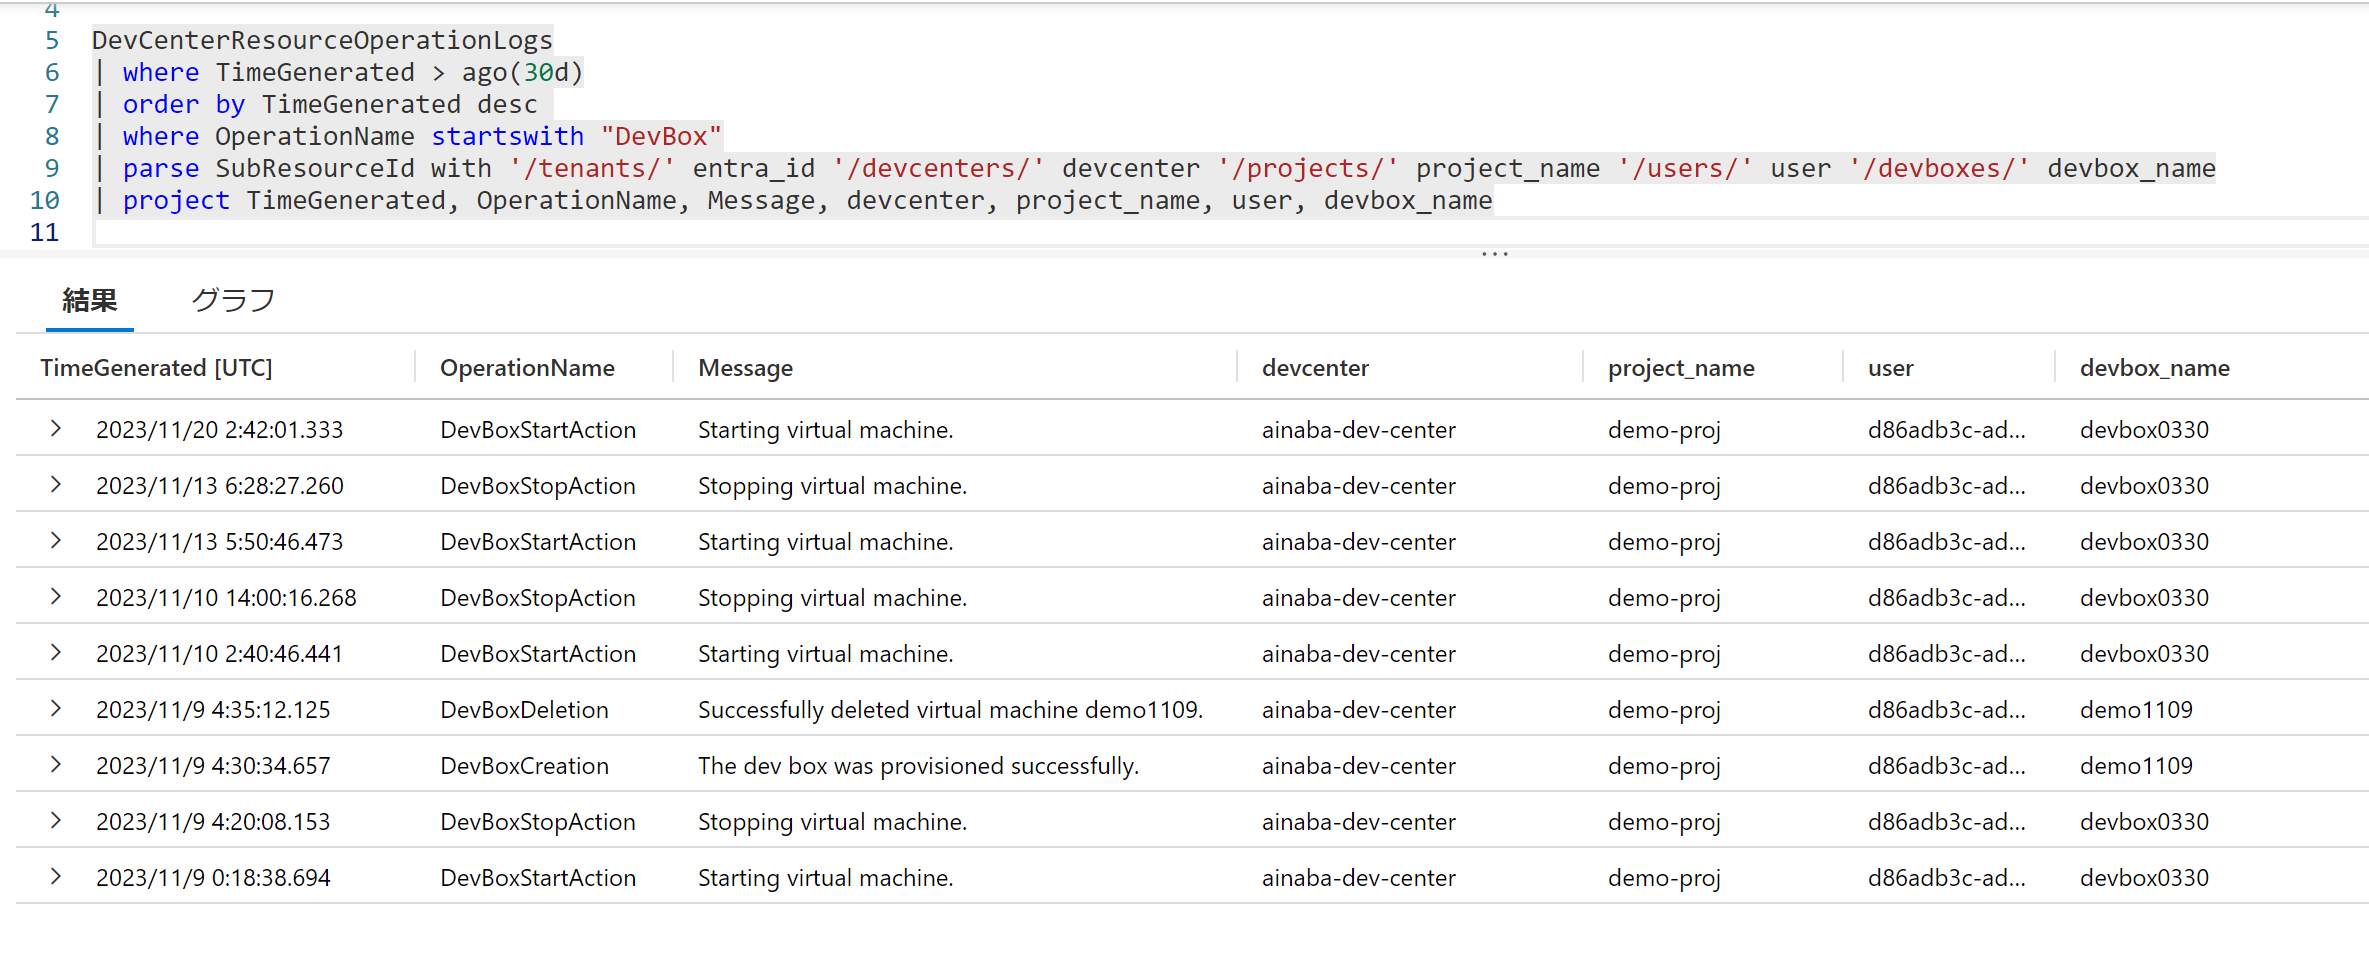 4
5 DevCenterResourceOperationLogs
6 | where TimeGenerated > ago(30d)
7 | order by TimeGenerated desc
8 | where OperationName startswith "DevBox"
9 | parse SubResourceId with '/tenants/' entra_id '/devcenters/' devcenter '/projects/' project_name '/users/' user '/devboxes/' devbox_name
10 | project TimeGenerated, OperationName, Message, devcenter, project_name, user, devbox_name
11
...
結果 グラフ
TimeGenerated [UTC] OperationName Message devcenter project_name user devbox_name
> 2023/11/20 2:42:01.333 DevBoxStartAction Starting virtual machine. ainaba-dev-center demo-proj d86adb3c-ad... devbox0330
> 2023/11/13 6:28:27.260 DevBoxStopAction Stopping virtual machine. ainaba-dev-center demo-proj d86adb3c-ad... devbox0330
> 2023/11/13 5:50:46.473 DevBoxStartAction Starting virtual machine. ainaba-dev-center demo-proj d86adb3c-ad... devbox0330
> 2023/11/10 14:00:16.268 DevBoxStopAction Stopping virtual machine. ainaba-dev-center demo-proj d86adb3c-ad... devbox0330
> 2023/11/10 2:40:46.441 DevBoxStartAction Starting virtual machine. ainaba-dev-center demo-proj d86adb3c-ad... devbox0330
> 2023/11/9 4:35:12.125 DevBoxDeletion Successfully deleted virtual machine demo1109. ainaba-dev-center demo-proj d86adb3c-ad... demo1109
> 2023/11/9 4:30:34.657 DevBoxCreation The dev box was provisioned successfully. ainaba-dev-center demo-proj d86adb3c-ad... demo1109
> 2023/11/9 4:20:08.153 DevBoxStopAction Stopping virtual machine. ainaba-dev-center demo-proj d86adb3c-ad... devbox0330
> 2023/11/9 0:18:38.694 DevBoxStartAction Starting virtual machine. ainaba-dev-center demo-proj d86adb3c-ad... devbox0330